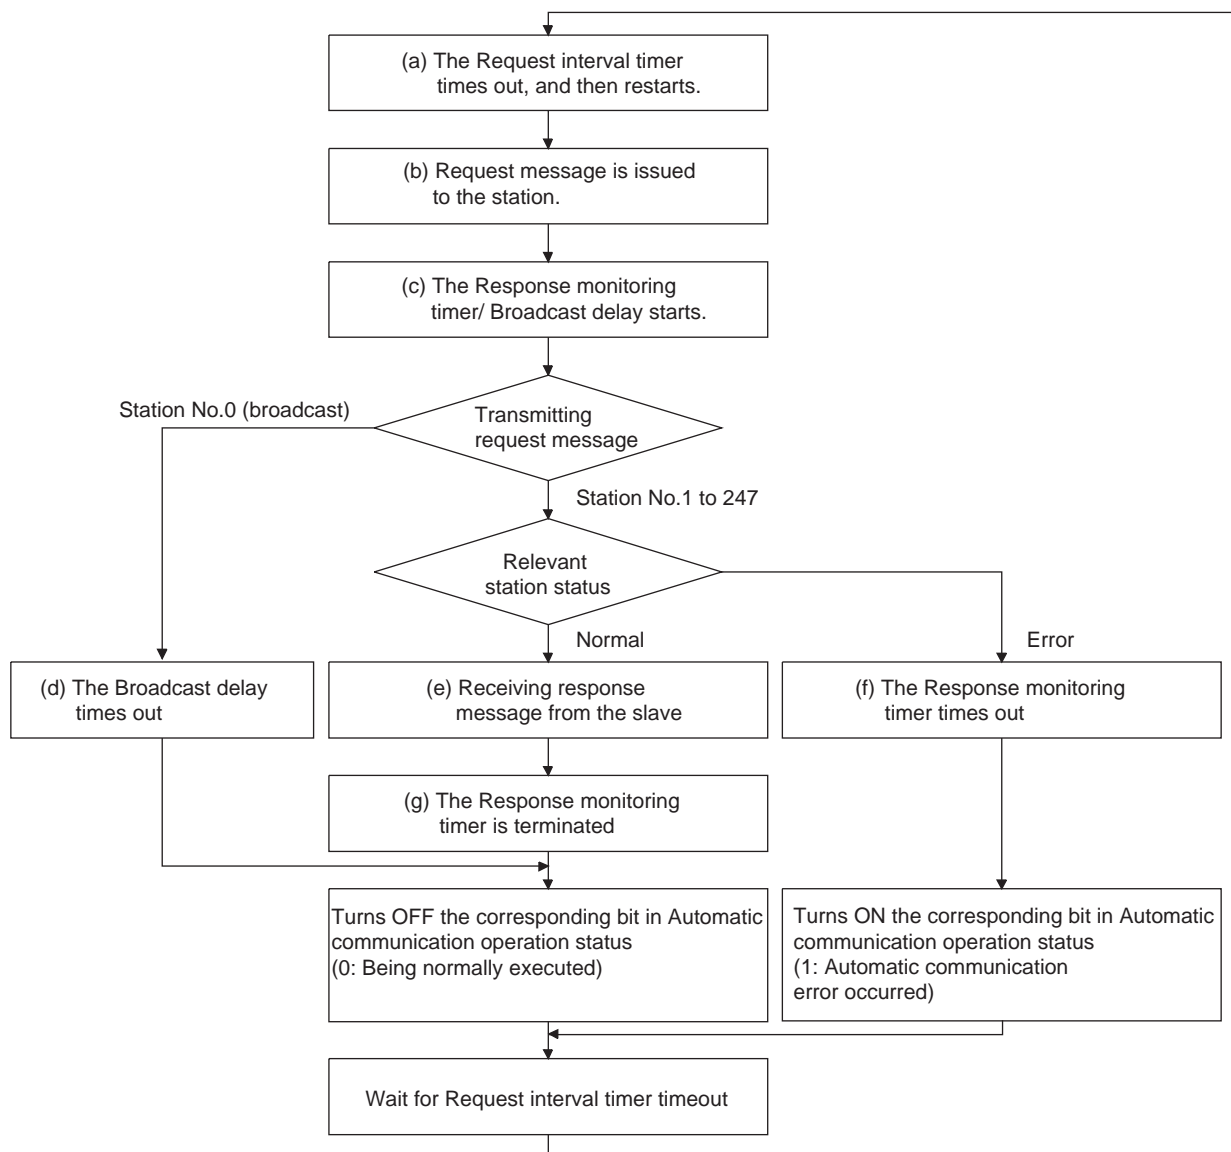 (a) The Request interval timer
times out, and then restarts.
(b) Request message is issued
to the station.
(c) The Response monitoring
timer/ Broadcast delay starts.
Station No.0 (broadcast)
Transmitting
request message
Station No.1 to 247
Relevant
station status
Normal
Error
(d) The Broadcast delay
times out
(e) Receiving response
message from the slave
(f) The Response monitoring
timer times out
(g) The Response monitoring
timer is terminated
Turns OFF the corresponding bit in Automatic
communication operation status
(0: Being normally executed)
Turns ON the corresponding bit in Automatic
communication operation status
(1: Automatic communication
error occurred)
Wait for Request interval timer timeout